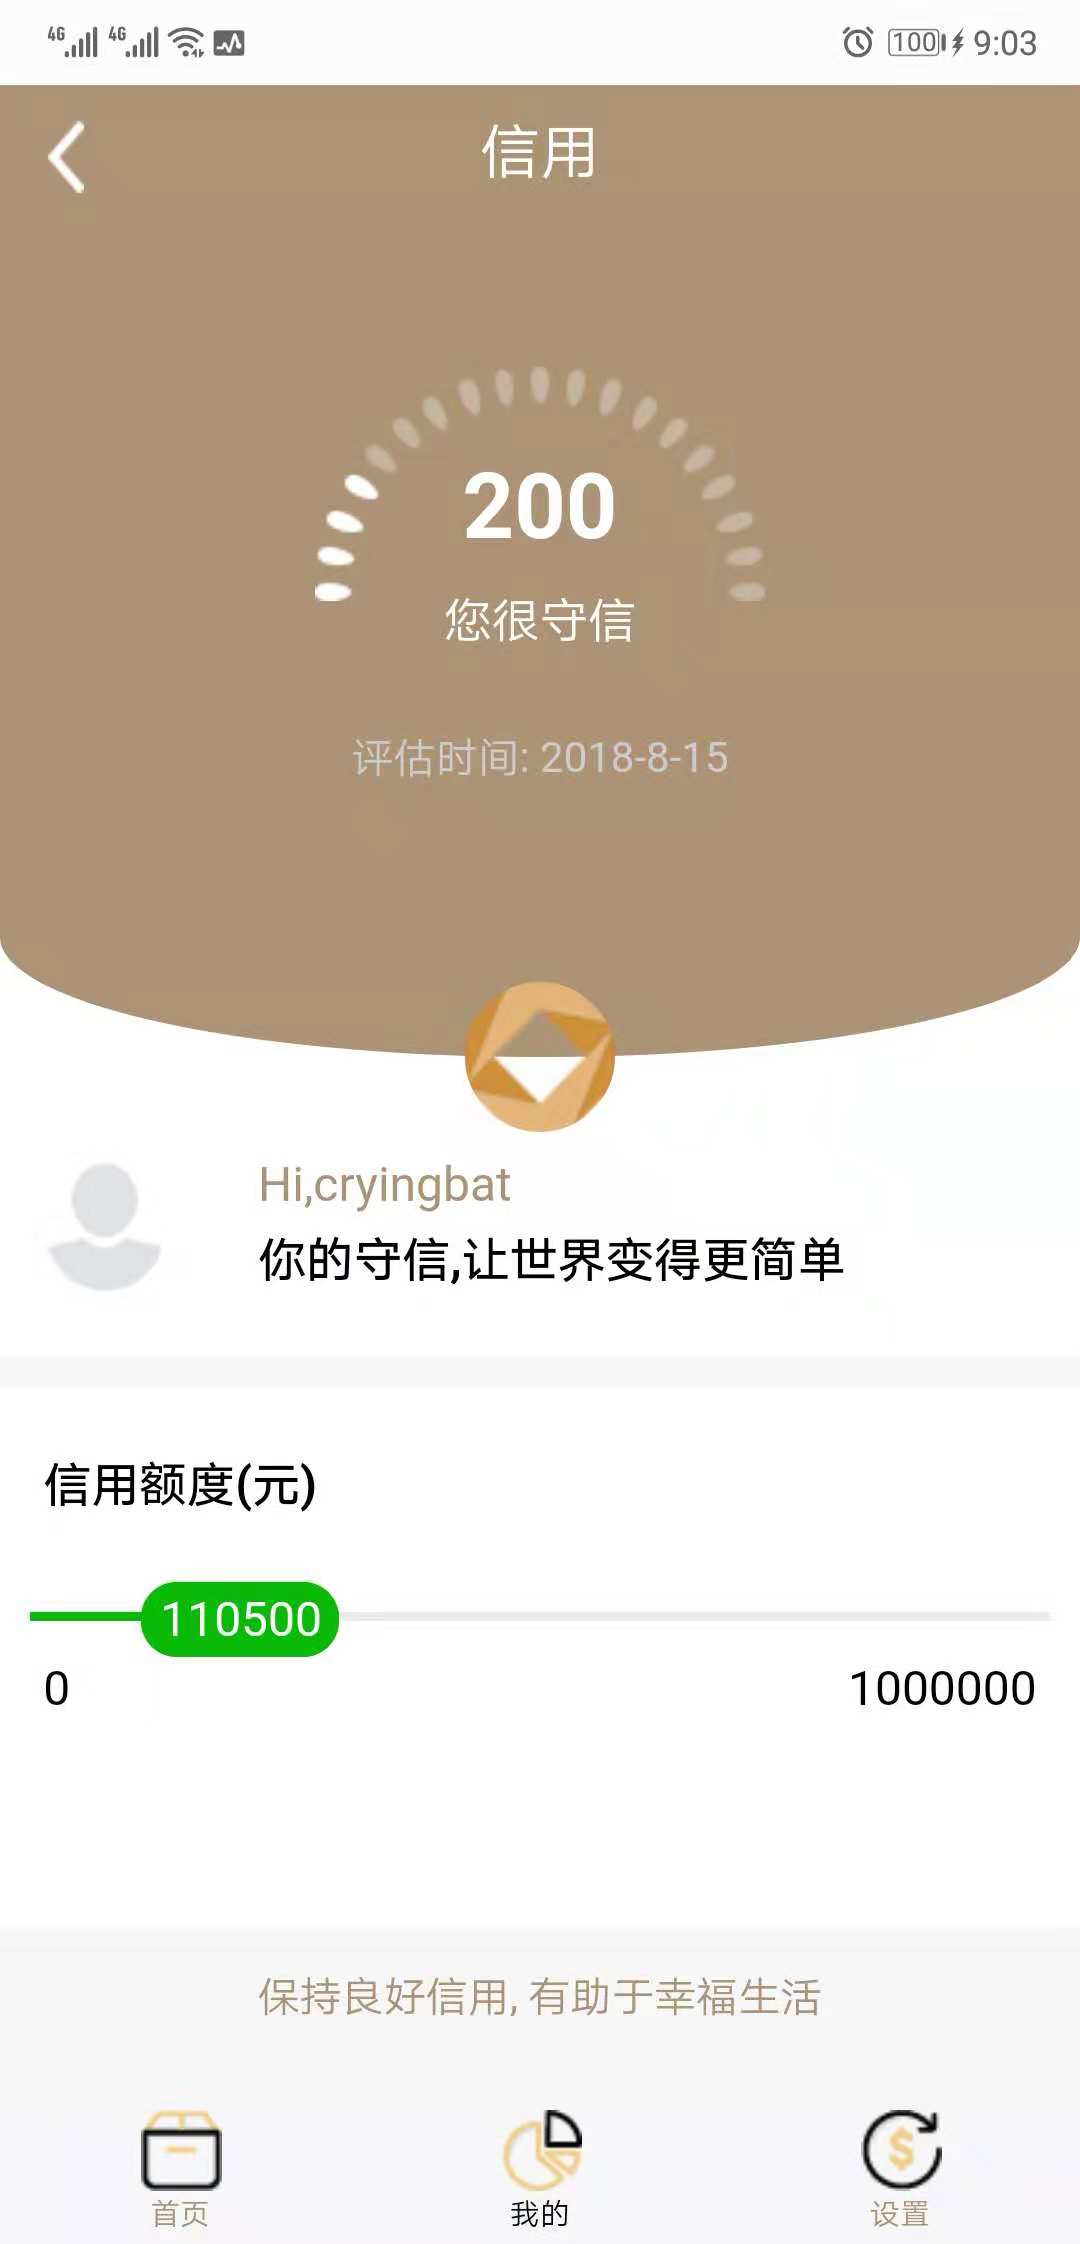 4G 4G 100 9:03
信用
200
您很守信
评估时间: 2018-8-15
Hi,cryingbat
你的守信,让世界变得更简单
信用额度(元)
110500
0 1000000
保持良好信用, 有助于幸福生活
首页 我的 设置